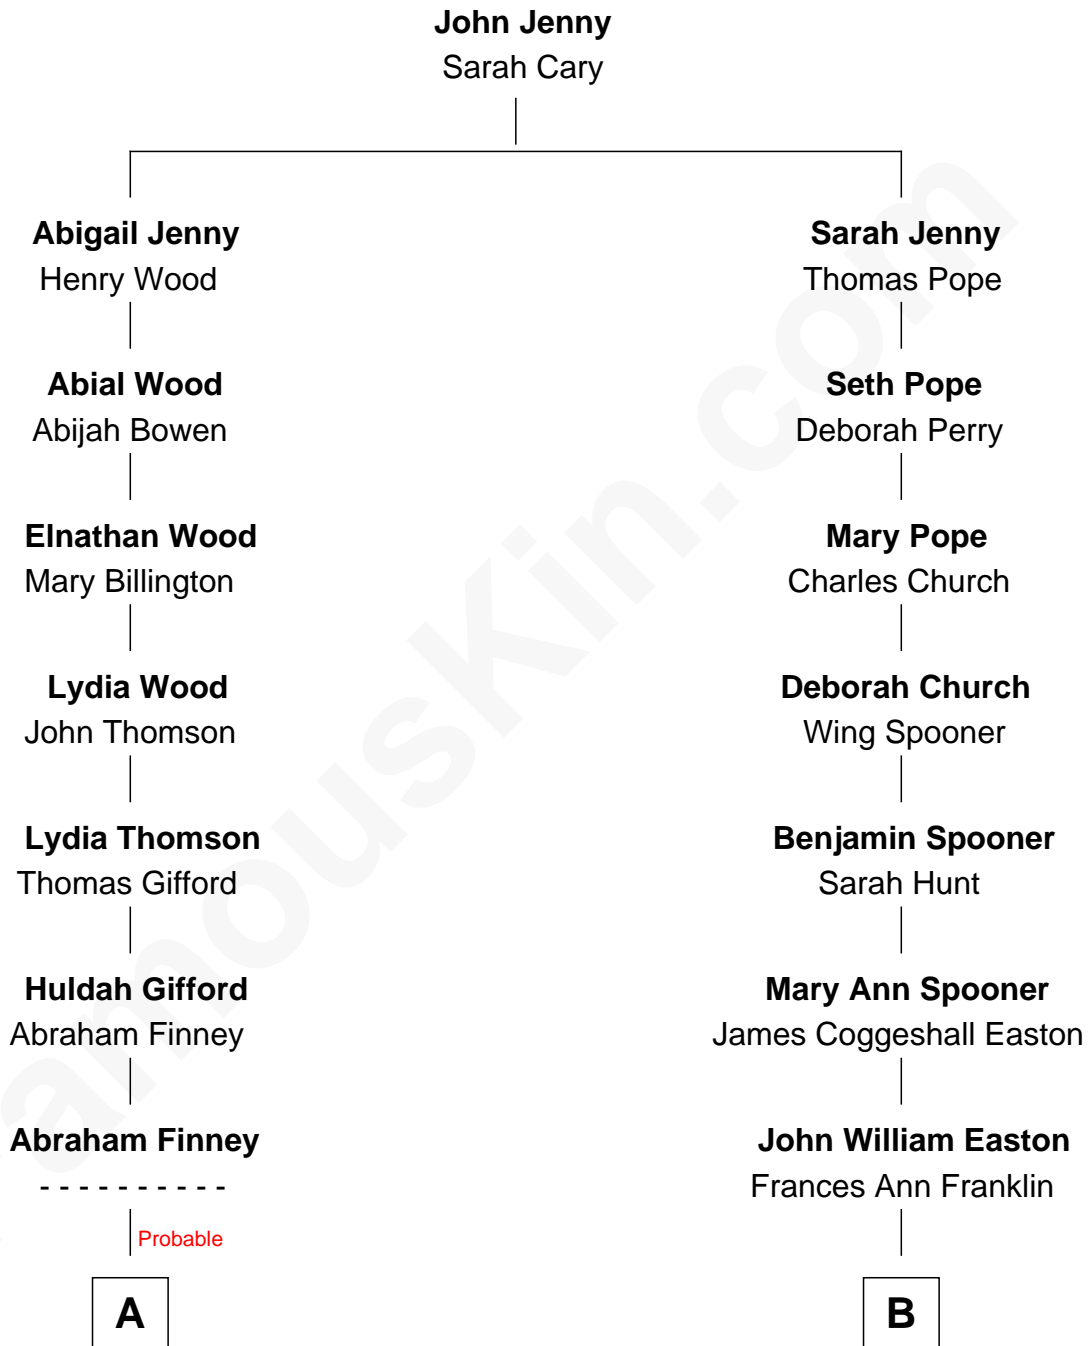 John Jenny
Sarah Cary
Abigail Jenny
Henry Wood
Sarah Jenny
Thomas Pope
Abial Wood
Abijah Bowen
Seth Pope
Deborah Perry
Elnathan Wood
Mary Billington
Mary Pope
Charles Church
Lydia Wood
John Thomson
Deborah Church
Wing Spooner
Lydia Thomson
Thomas Gifford
Benjamin Spooner
Sarah Hunt
Huldah Gifford
Abraham Finney
Mary Ann Spooner
James Coggeshall Easton
Abraham Finney
- - - - - - - - - -
John William Easton
Frances Ann Franklin
Probable
A
B
amousKin.com